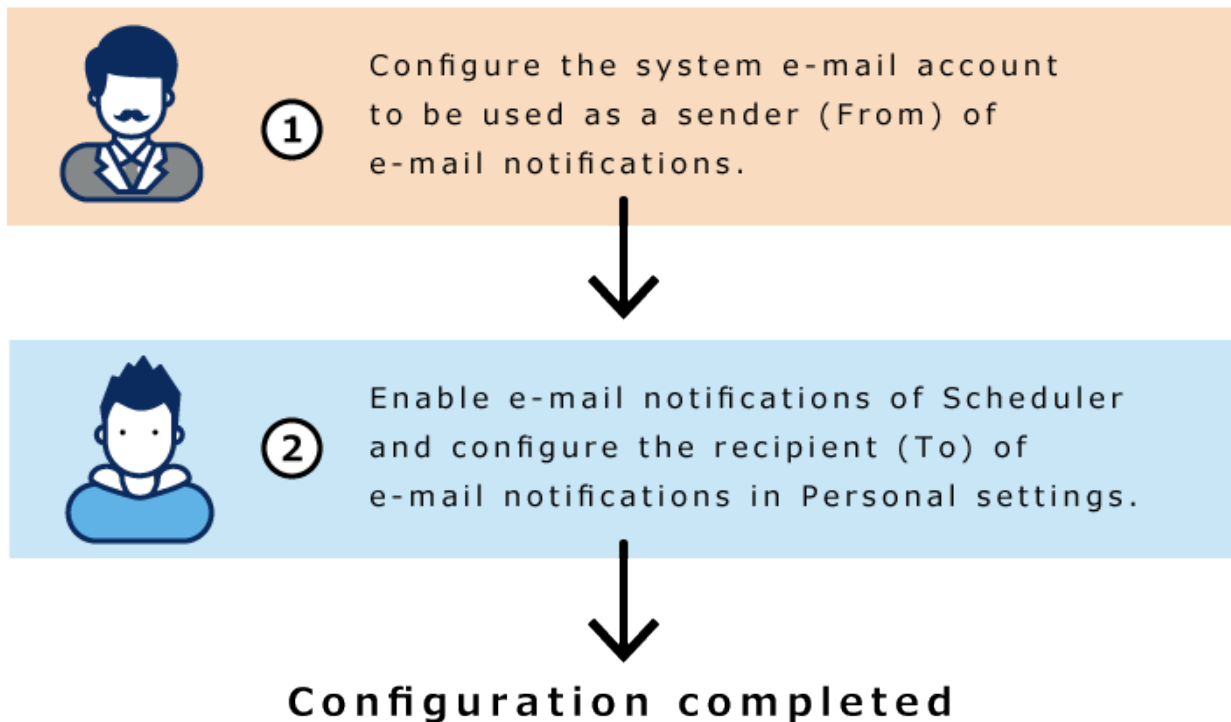 1
Configure the system e-mail account
to be used as a sender (From) of
e-mail notifications.
2
Enable e-mail notifications of Scheduler
and configure the recipient (To) of
e-mail notifications in Personal settings.
Configuration completed